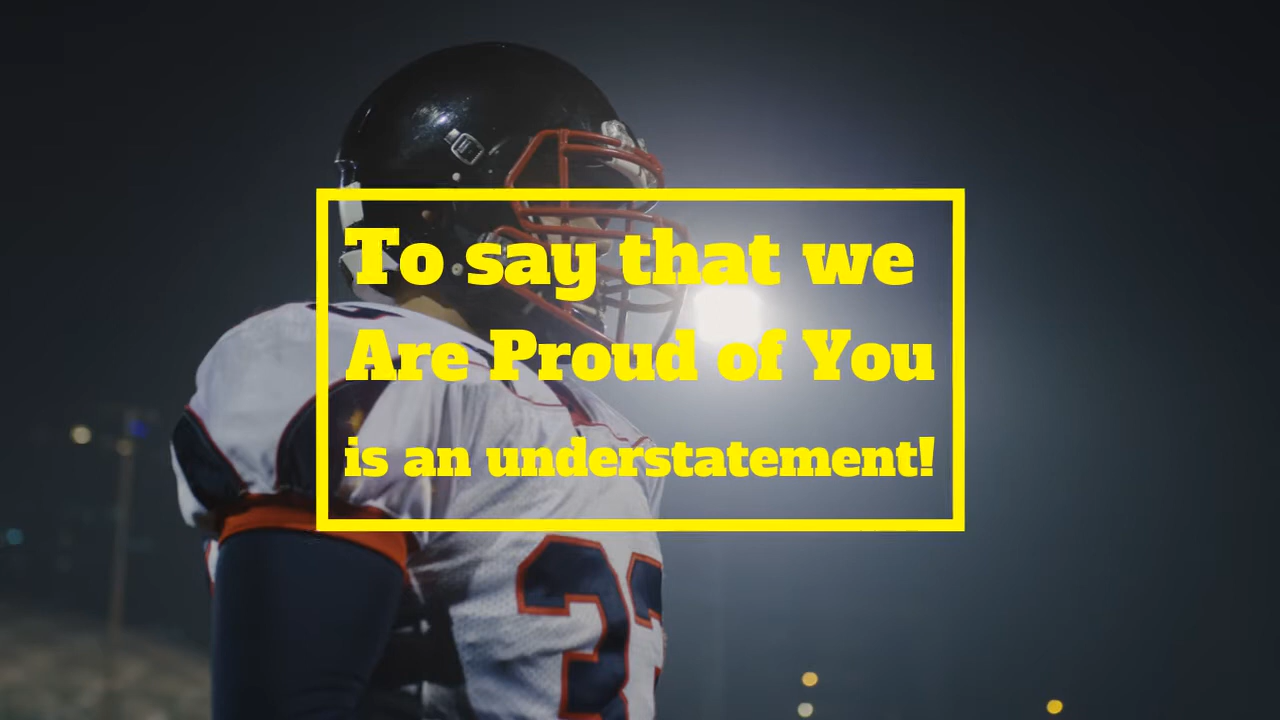 To say that we
Are Proud of You
is an understatement!